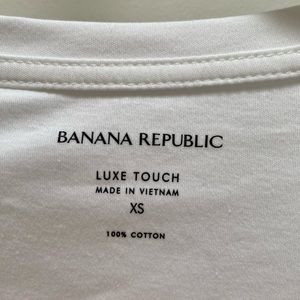 BANANA REPUBLIC
LUXE TOUCH
MADE IN VIETNAM
XS
100% COTTON